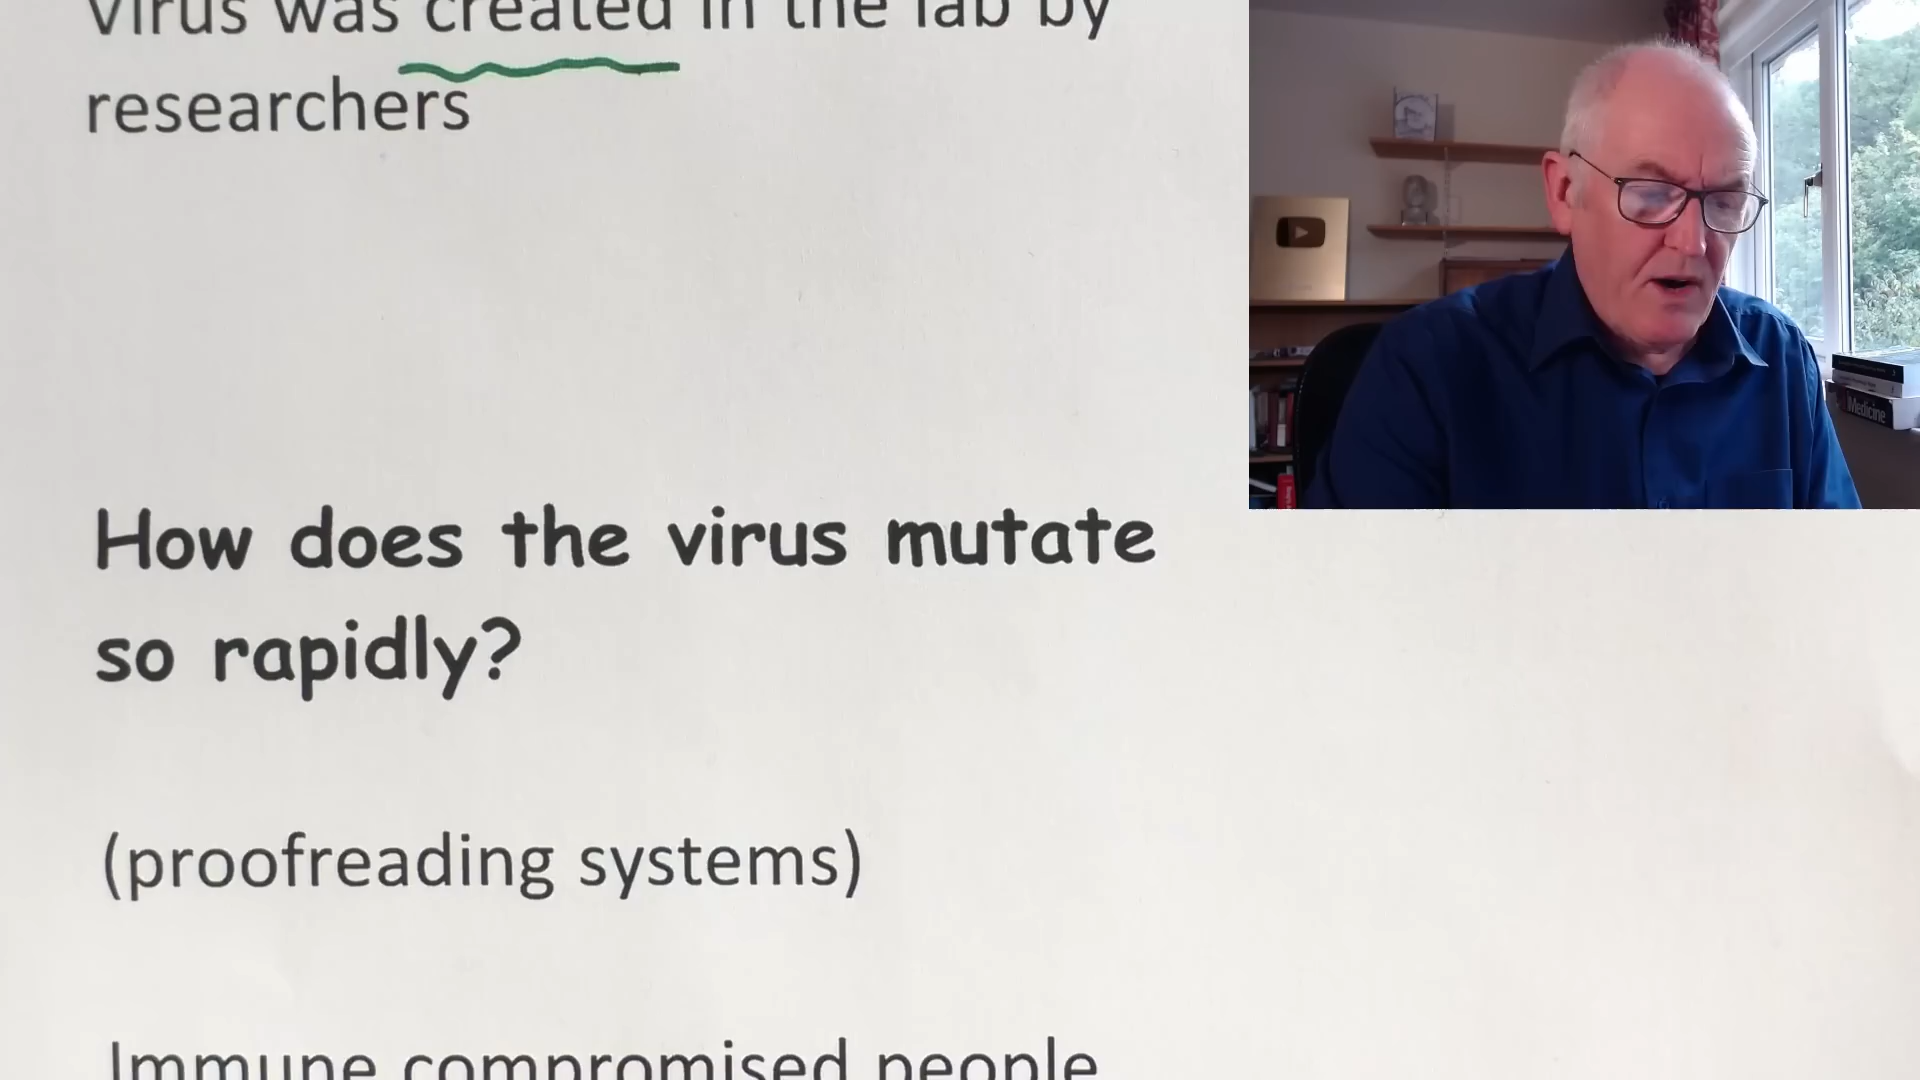 virus was created in the lab by
researchers
How does the virus mutate
so rapidly?
(proofreading systems)
Immune compromised people
Medicine